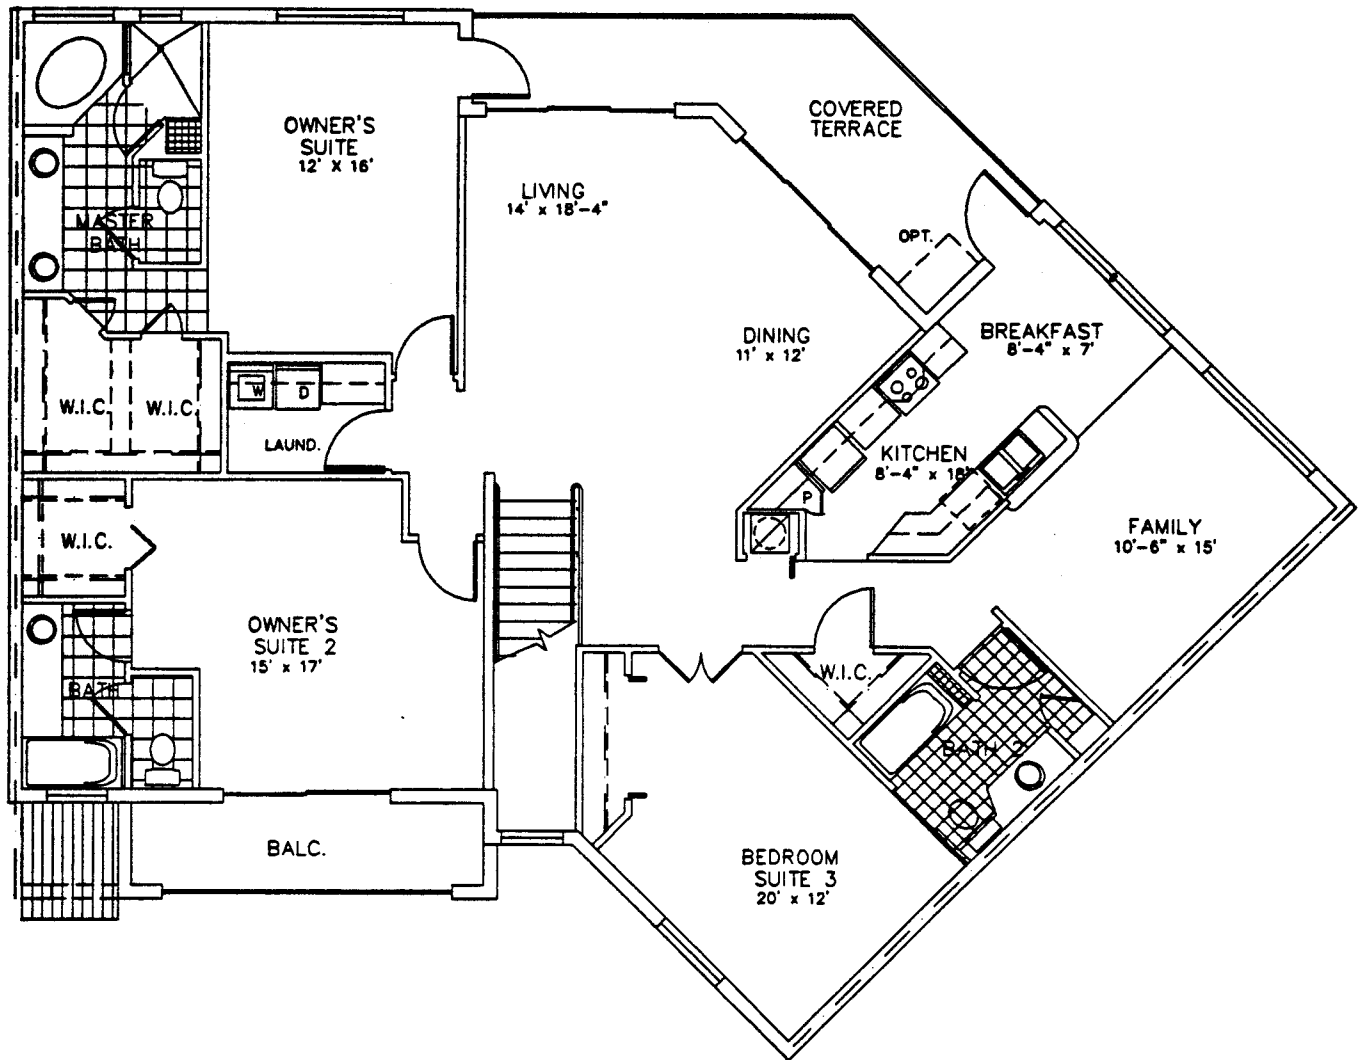 OWNER'S
SUITE
12' X 16'
COVERED
TERRACE
LIVING
14' x 18'-4"
MASTER
BATH
OPT.
DINING
11' x 12'
BREAKFAST
8'-4" x 7'
W
D
W.I.C.
W.I.C.
LAUND.
KITCHEN
8'-4" x 18'
P
FAMILY
10'-6" x 15'
W.I.C.
OWNER'S
SUITE 2
15' x 17'
BATH
W.I.C.
BATH 2
BALC.
BEDROOM
SUITE 3
20' x 12'